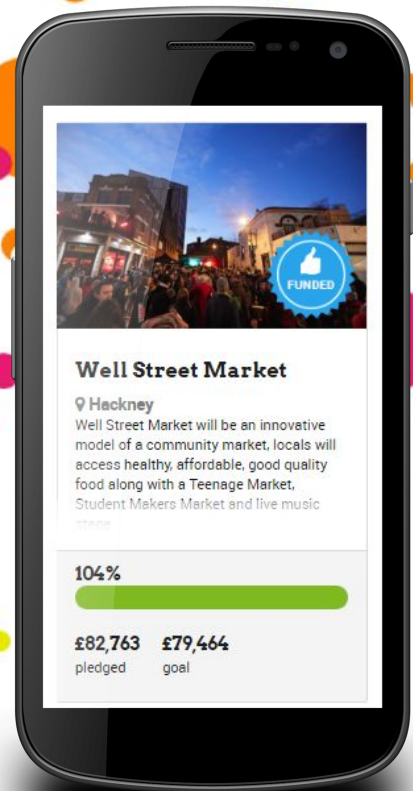 FUNDED
Well Street Market
Hackney
Well Street Market will be an innovative
model of a community market, locals will
access healthy, affordable, good quality
food along with a Teenage Market,
Student Makers Market and live music
stage
104%
£82,763 £79,464
pledged goal